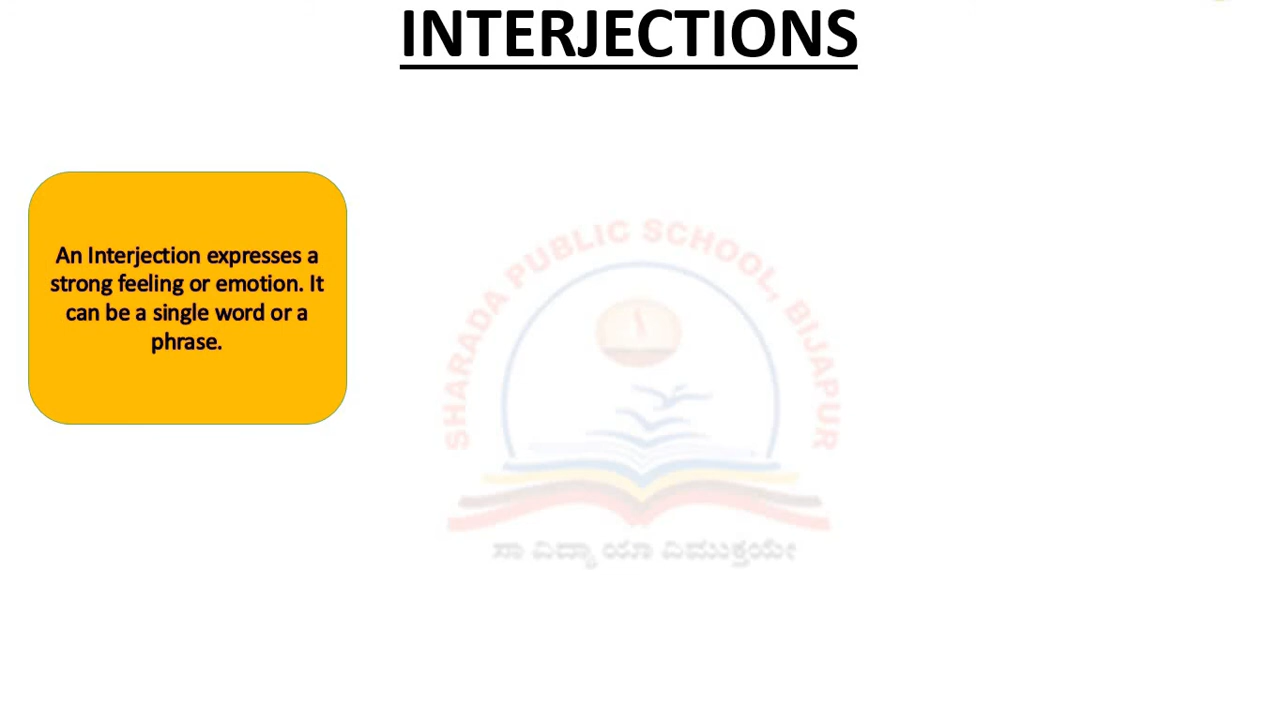 INTERJECTIONS
An Interjection expresses a
strong feeling or emotion. It
can be a single word or a
phrase.
SHARADA PUBLIC SCHOOL, BIJAPUR
ಸಾ ವಿದ್ಯಾ ಯಾ ವಿಮುಕ್ತಯೇ